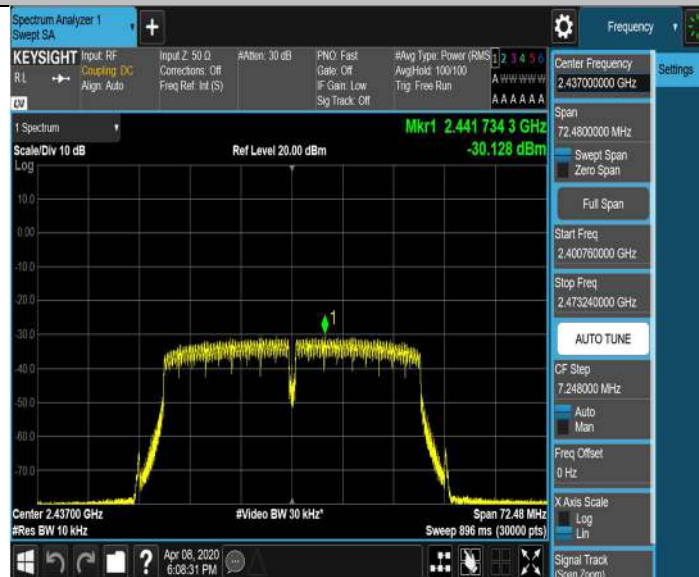 Spectrum Analyzer 1
Swept SA
+
Frequency
KEYSIGHT
RL
Input: RF
Coupling: DC
Align: Auto
Input Z: 50 Ω
Corrections: Off
Freq Ref: Int (S)
#Atten: 30 dB
PNO: Fast
Gate: Off
IF Gain: Low
Sig Track: Off
#Avg Type: Power (RMS
Avg|Hold: 100/100
Trig: Free Run
1 2 3 4 5 6
A W W W W W
A A A A A A
1 Spectrum
Scale/Div 10 dB
Ref Level 20.00 dBm
Mkr1 2.441 734 3 GHz
-30.128 dBm
Log
10.0
0.00
-10.0
-20.0
-30.0
-40.0
-50.0
-60.0
-70.0
1
Center 2.43700 GHz
#Video BW 30 kHz*
Span 72.48 MHz
#Res BW 10 kHz
Sweep 896 ms (30000 pts)
?
Apr 08, 2020
6:08:31 PM
Center Frequency
2.437000000 GHz
Settings
Span
72.4800000 MHz
Swept Span
Zero Span
Full Span
Start Freq
2.400760000 GHz
Stop Freq
2.473240000 GHz
AUTO TUNE
CF Step
7.248000 MHz
Auto
Man
Freq Offset
0 Hz
X Axis Scale
Log
Lin
Signal Track
(Span Zoom)